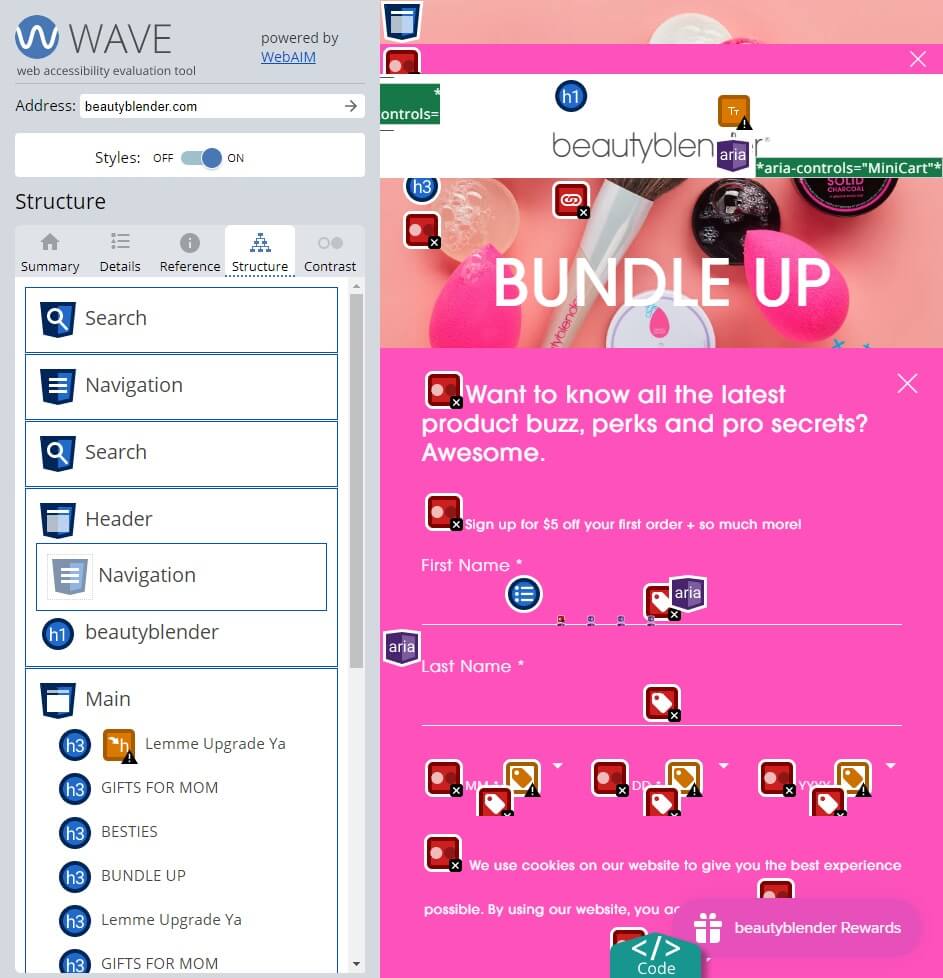 WAVE
powered by
WebAIM
web accessibility evaluation tool
Address: beautyblender.com
Styles: OFF ON
Structure
Summary Details Reference Structure Contrast
Search
Navigation
Search
Header
Navigation
h1 beautyblender
Main
h3 h Lemme Upgrade Ya
h3 GIFTS FOR MOM
h3 BESTIES
h3 BUNDLE UP
h3 Lemme Upgrade Ya
h3 GIFTS FOR MOM
*
controls=
h1
TT
beautyblender
aria
*aria-controls="MiniCart"*
h3
SOLID
CHARCOAL
BUNDLE UP
Want to know all the latest
product buzz, perks and pro secrets?
Awesome.
Sign up for $5 off your first order + so much more!
First Name *
aria
aria
Last Name *
MM * DD * YYYY
We use cookies on our website to give you the best experience
possible. By using our website, you
beautyblender Rewards
</>
Code